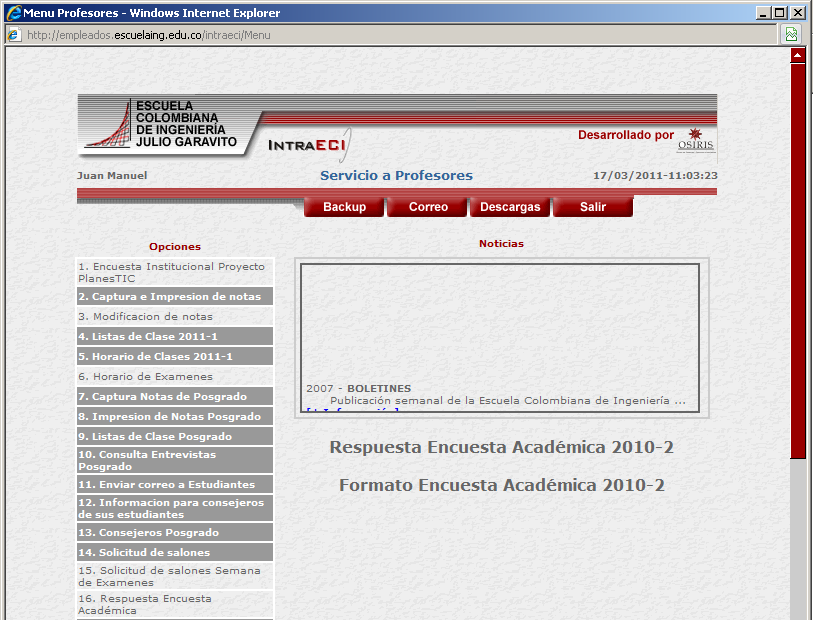 Menu Profesores - Windows Internet Explorer
http://empleados.escuelaing.edu.co/intraeci/Menu
ESCUELA
COLOMBIANA
DE INGENIERÍA
JULIO GARAVITO
INTRAECI
Desarrollado por
OSIRIS
Juan Manuel
Servicio a Profesores
17/03/2011-11:03:23
Backup
Correo
Descargas
Salir
Opciones
1. Encuesta Institucional Proyecto
PlanesTIC
2. Captura e Impresion de notas
3. Modificacion de notas
4. Listas de Clase 2011-1
5. Horario de Clases 2011-1
6. Horario de Examenes
7. Captura Notas de Posgrado
8. Impresion de Notas Posgrado
9. Listas de Clase Posgrado
10. Consulta Entrevistas
Posgrado
11. Enviar correo a Estudiantes
12. Informacion para consejeros
de sus estudiantes
13. Consejeros Posgrado
14. Solicitud de salones
15. Solicitud de salones Semana
de Examenes
16. Respuesta Encuesta
Académica
Noticias
2007 - BOLETINES
Publicación semanal de la Escuela Colombiana de Ingeniería ...
Respuesta Encuesta Académica 2010-2
Formato Encuesta Académica 2010-2